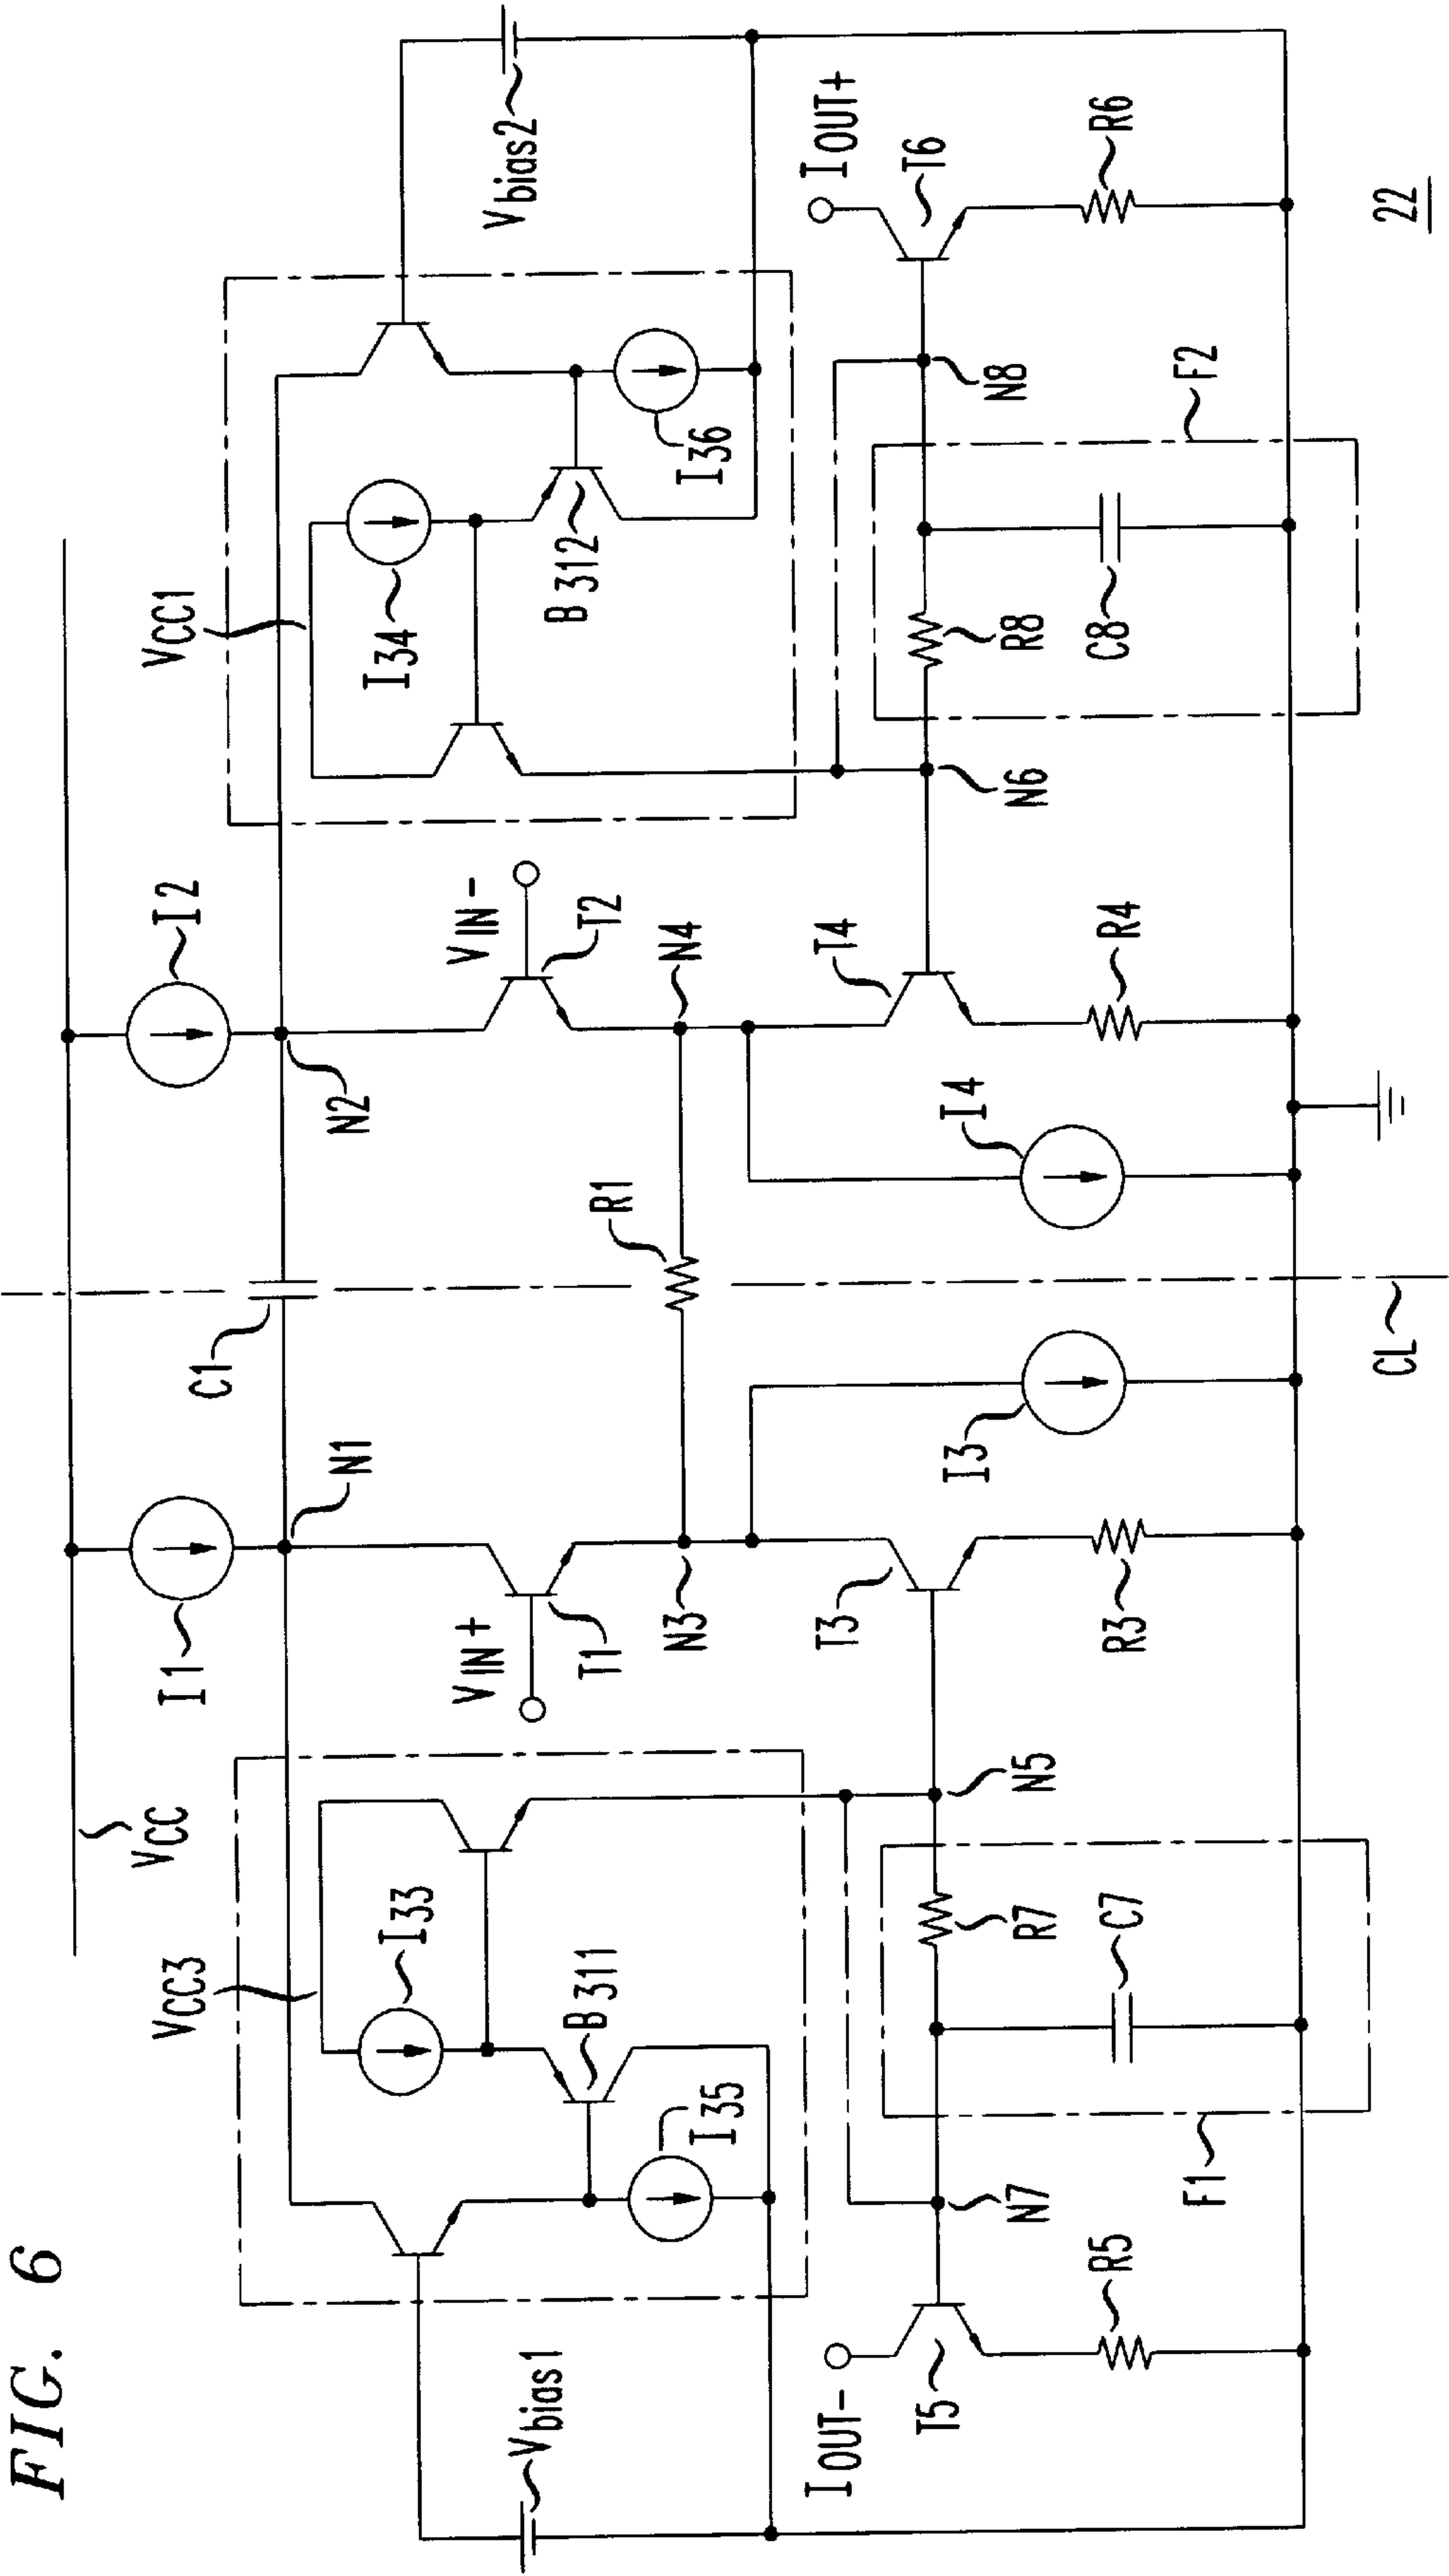 FIG. 6
VCC
I1
I2
N1
C1
N2
VCC3
I33
B311
I35
Vbias1
VIN+
T1
N3
R1
VIN-
T2
N4
VCC1
I34
B312
I36
Vbias2
IOUT-
T5
R5
N7
F1
R7
C7
N5
T3
R3
I3
CL
I4
T4
R4
N6
R8
C8
F2
N8
IOUT+
T6
R6
22